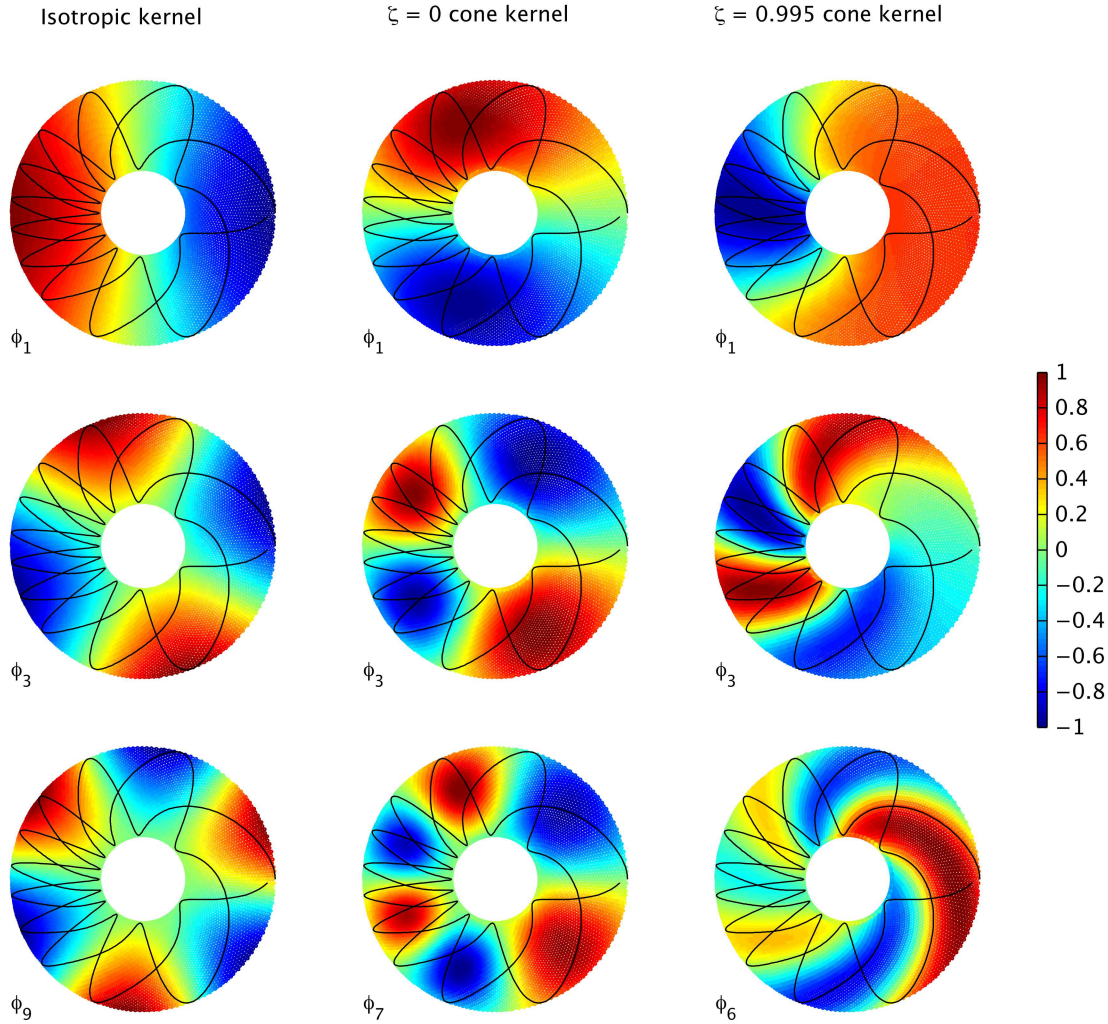 Isotropic kernel
ζ = 0 cone kernel
ζ = 0.995 cone kernel
ϕ1
ϕ1
ϕ1
ϕ3
ϕ3
ϕ3
ϕ9
ϕ7
ϕ6
1
0.8
0.6
0.4
0.2
0
−0.2
−0.4
−0.6
−0.8
−1